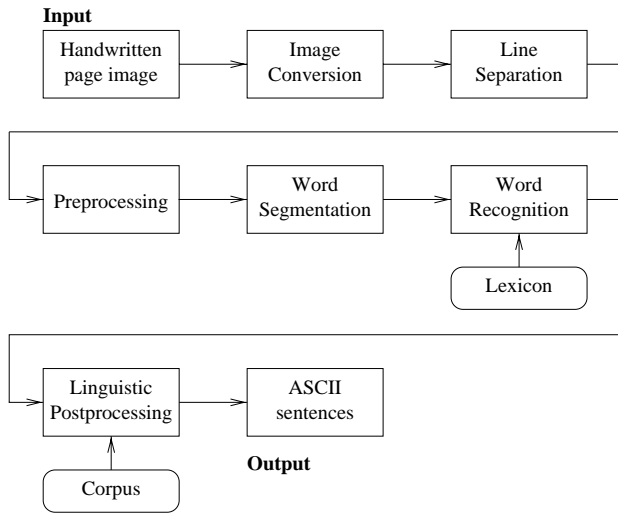 Input
Handwritten
page image
Image
Conversion
Line
Separation
Preprocessing
Word
Segmentation
Word
Recognition
Lexicon
Linguistic
Postprocessing
ASCII
sentences
Output
Corpus